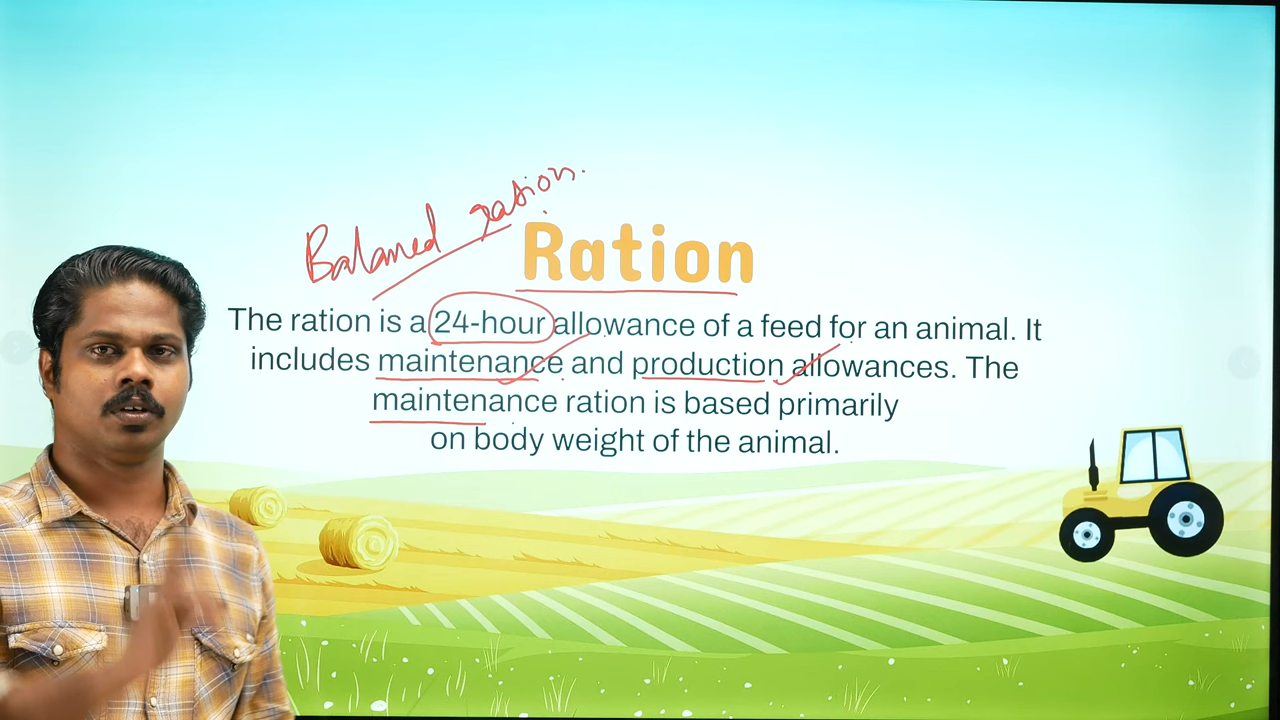 Balanced ration.
Ration
The ration is a 24-hour allowance of a feed for an animal. It
includes maintenance and production allowances. The
maintenance ration is based primarily
on body weight of the animal.